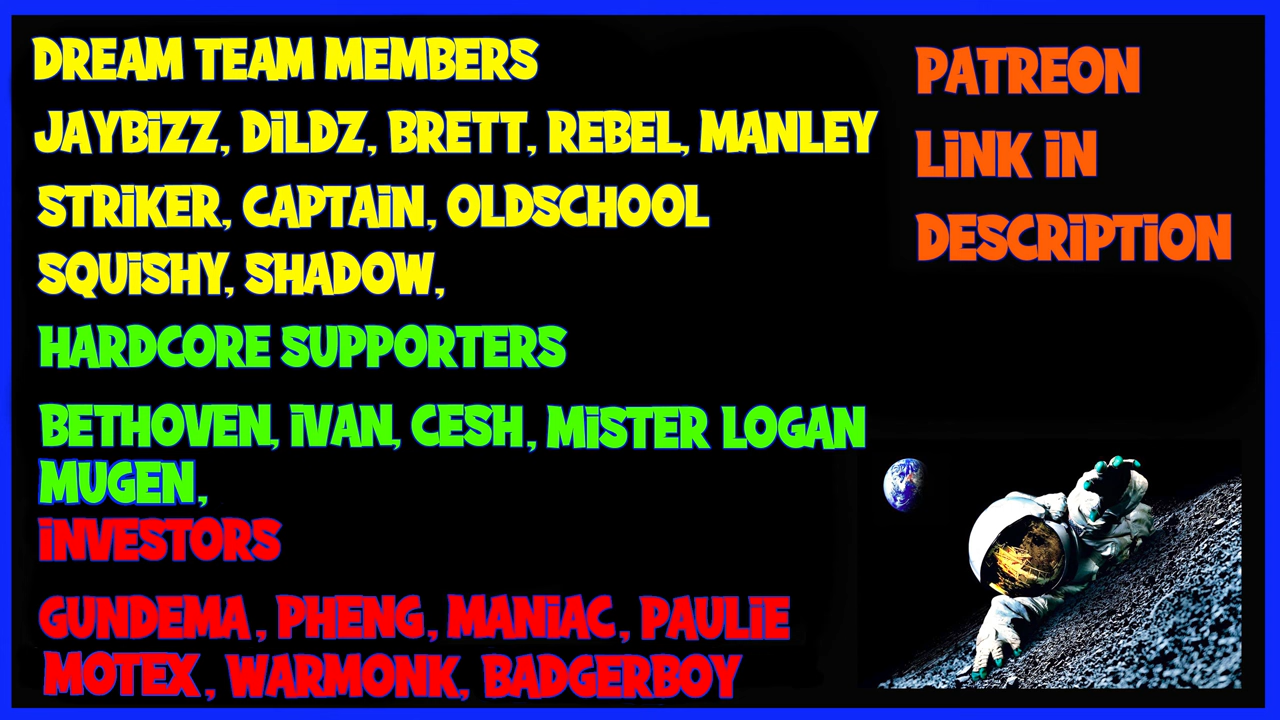 DREAM TEAM MEMBERS
JAYBiZZ, DiLDZ, BRETT, REBEL, MANLEY
STRiKER, CAPTAiN, OLDSCHOOL
SQUiSHY, SHADOW,
HARDCORE SUPPORTERS
BETHOVEN, iVAN, CESH, MiSTER LOGAN
MUGEN,
iNVESTORS
GUNDEMA, PHENG, MANiAC, PAULiE
MOTEX, WARMONK, BADGERBOY
PATREON
LiNK iN
DESCRiPTiON